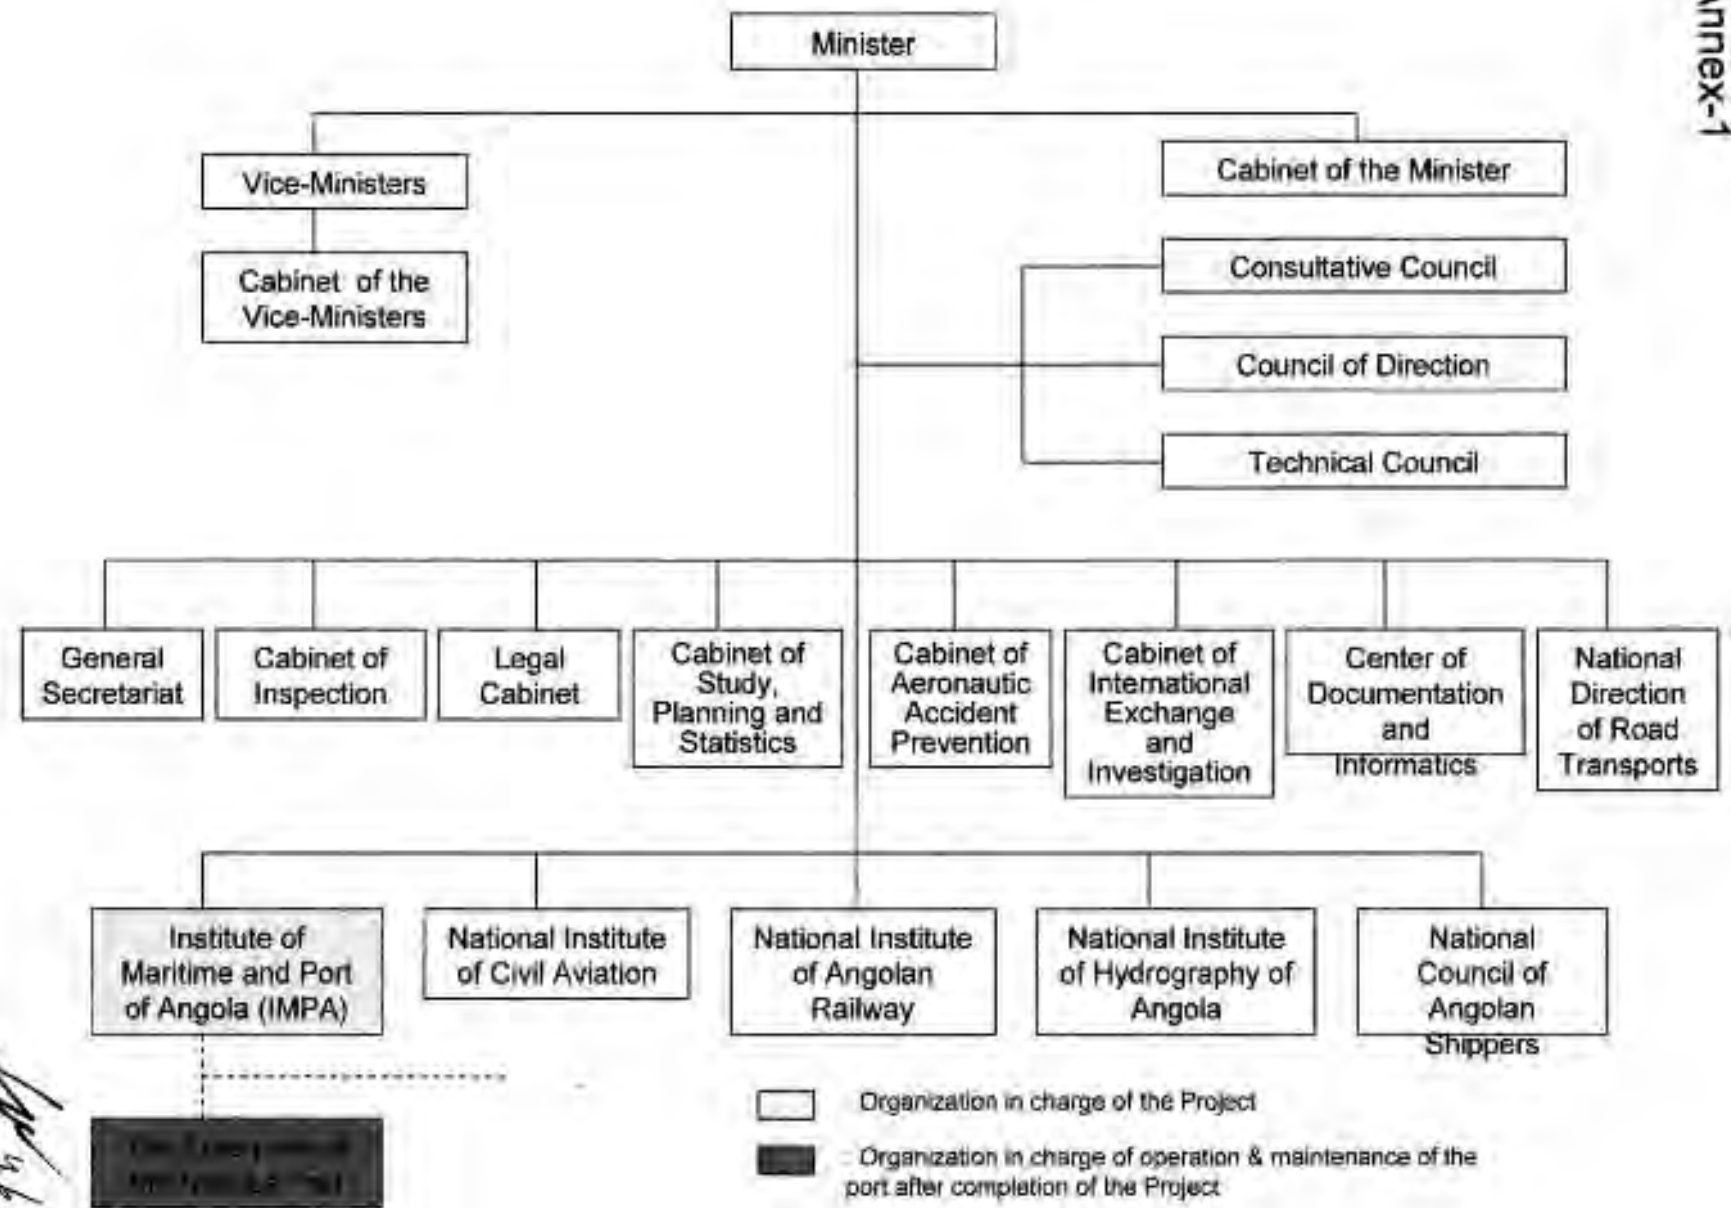 Annex-1
Minister
Vice-Ministers
Cabinet of the Minister
Cabinet of the
Vice-Ministers
Consultative Council
Council of Direction
Technical Council
General
Secretariat
Cabinet of
Inspection
Legal
Cabinet
Cabinet of
Study,
Planning and
Statistics
Cabinet of
Aeronautic
Accident
Prevention
Cabinet of
International
Exchange
and
Investigation
Center of
Documentation
and
Informatics
National
Direction
of Road
Transports
Institute of
Maritime and Port
of Angola (IMPA)
National Institute
of Civil Aviation
National Institute
of Angolan
Railway
National Institute
of Hydrography of
Angola
National
Council of
Angolan
Shippers
Organization in charge of the Project
Organization in charge of operation & maintenance of the
port after completion of the Project